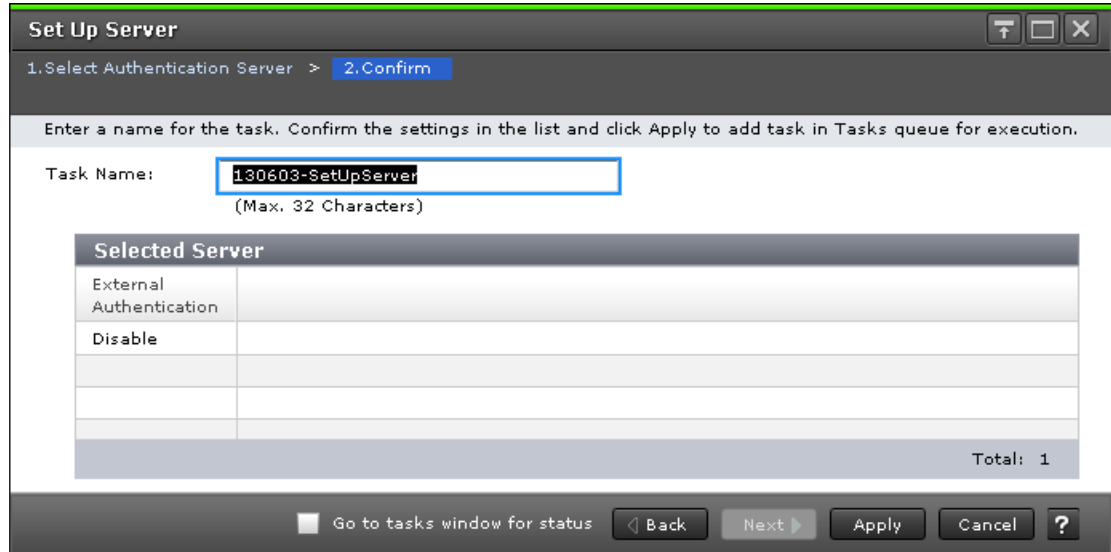 Set Up Server
1.Select Authentication Server > 2.Confirm
Enter a name for the task. Confirm the settings in the list and click Apply to add task in Tasks queue for execution.
Task Name: 130603-SetUpServer
(Max. 32 Characters)
Selected Server
External
Authentication
Disable
Total: 1
Go to tasks window for status Back Next Apply Cancel ?